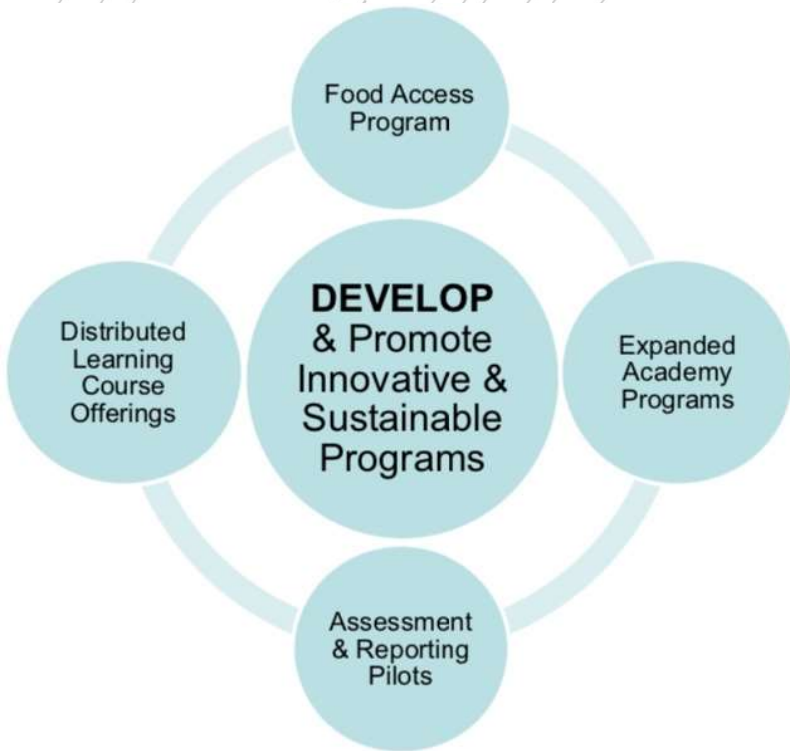 Food Access
Program
DEVELOP
& Promote
Innovative &
Sustainable
Programs
Distributed
Learning
Course
Offerings
Expanded
Academy
Programs
Assessment
& Reporting
Pilots